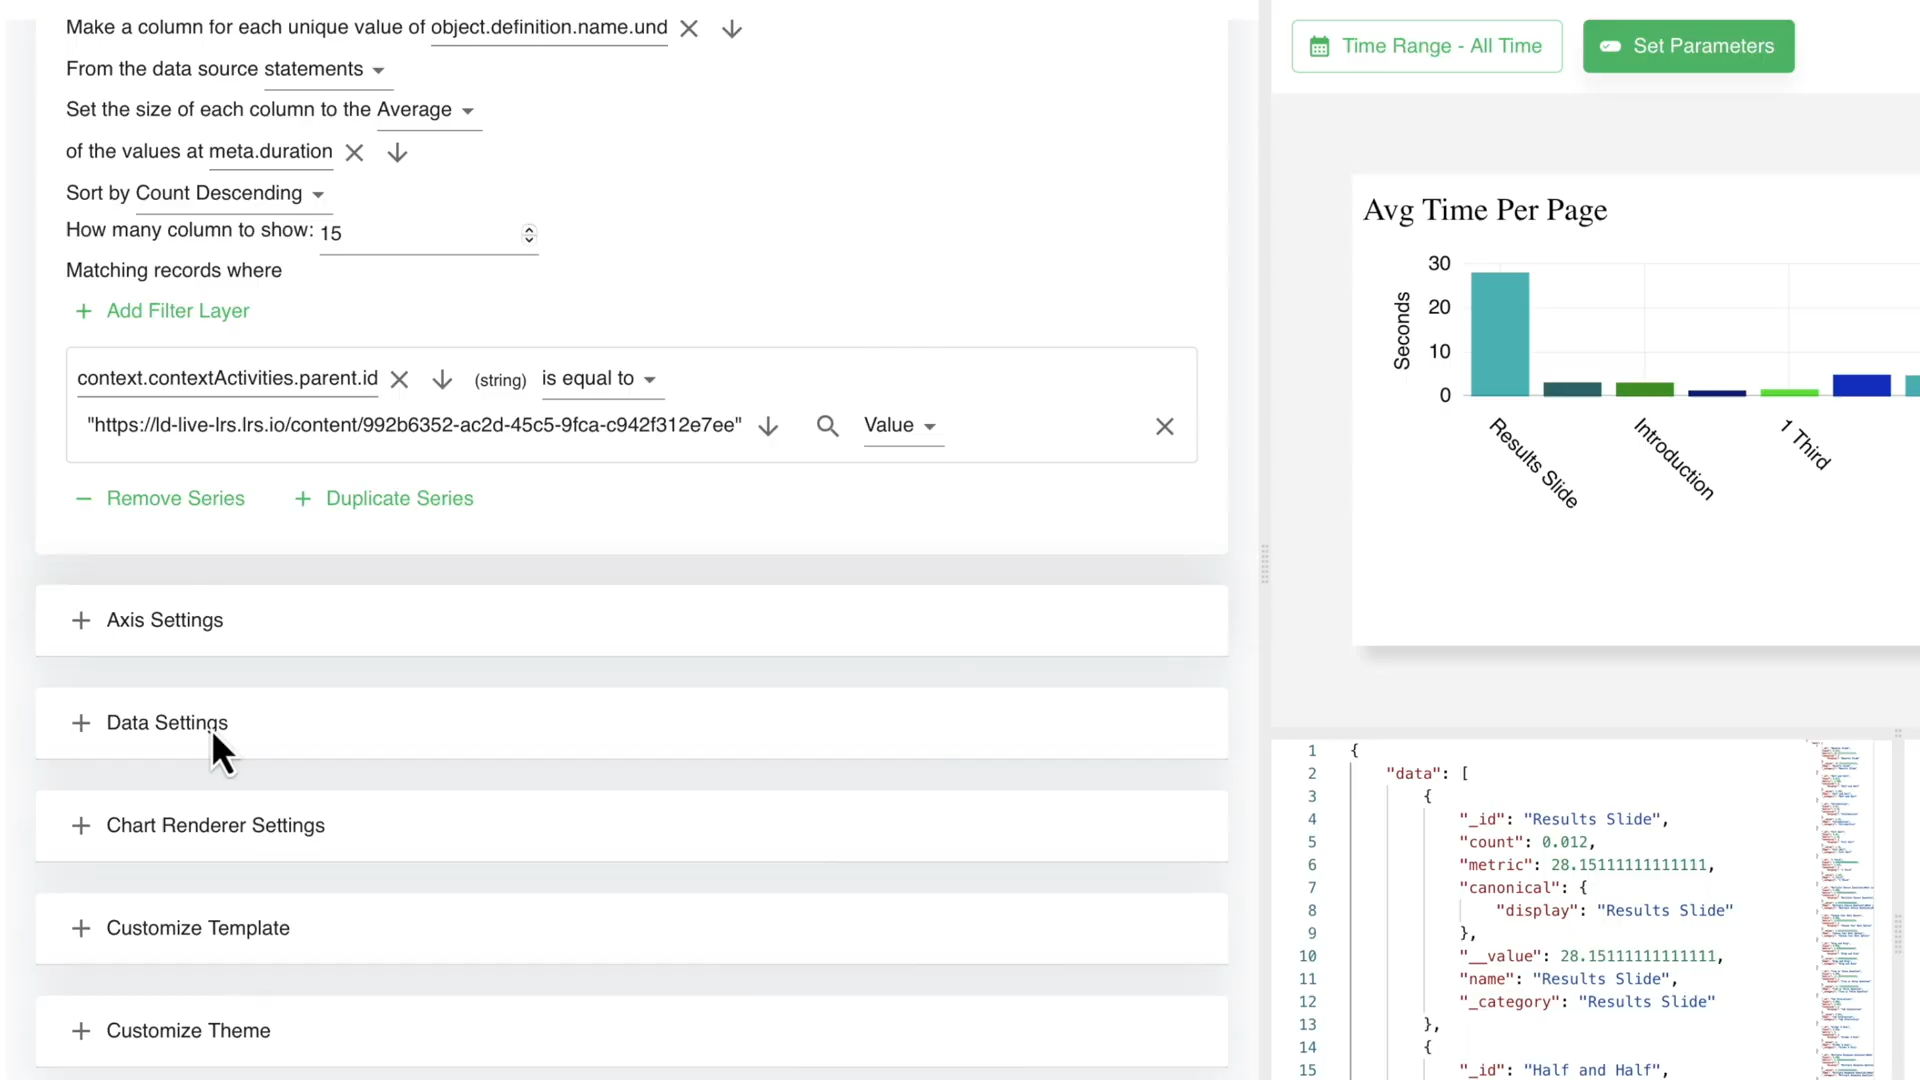 Make a column for each unique value of object.definition.name.und
From the data source statements
Set the size of each column to the Average
of the values at meta.duration
Sort by Count Descending
How many column to show: 15
Matching records where
+ Add Filter Layer
context.contextActivities.parent.id (string) is equal to
"https://ld-live-lrs.lrs.io/content/992b6352-ac2d-45c5-9fca-c942f312e7ee" Value
− Remove Series + Duplicate Series
+ Axis Settings
+ Data Settings
+ Chart Renderer Settings
+ Customize Template
+ Customize Theme
Time Range - All Time Set Parameters
Avg Time Per Page
30
20
10
0
Seconds
Results Slide
Introduction
1 Third
1 {
2 "data": [
3 {
4 "_id": "Results Slide",
5 "count": 0.012,
6 "metric": 28.15111111111111,
7 "canonical": {
8 "display": "Results Slide"
9 },
10 "__value": 28.15111111111111,
11 "name": "Results Slide",
12 "_category": "Results Slide"
13 },
14 {
15 "_id": "Half and Half",